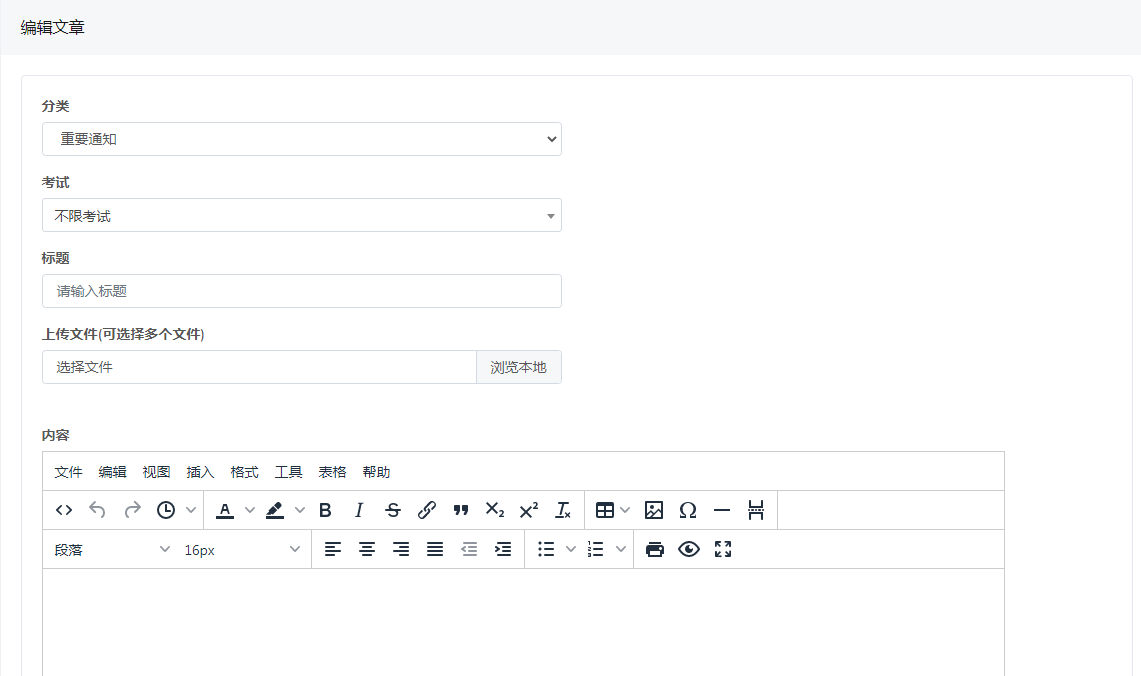 编辑文章
分类
重要通知
考试
不限考试
标题
请输入标题
上传文件(可选择多个文件)
选择文件 浏览本地
内容
文件 编辑 视图 插入 格式 工具 表格 帮助
段落 16px